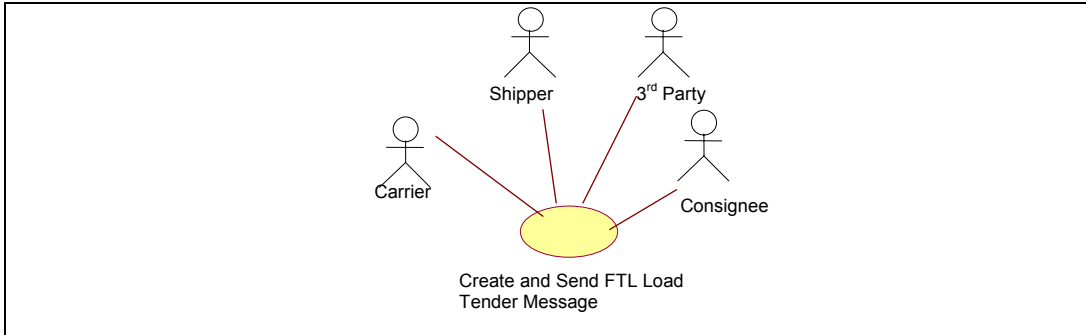 Shipper
3rd Party
Carrier
Consignee
Create and Send FTL Load
Tender Message